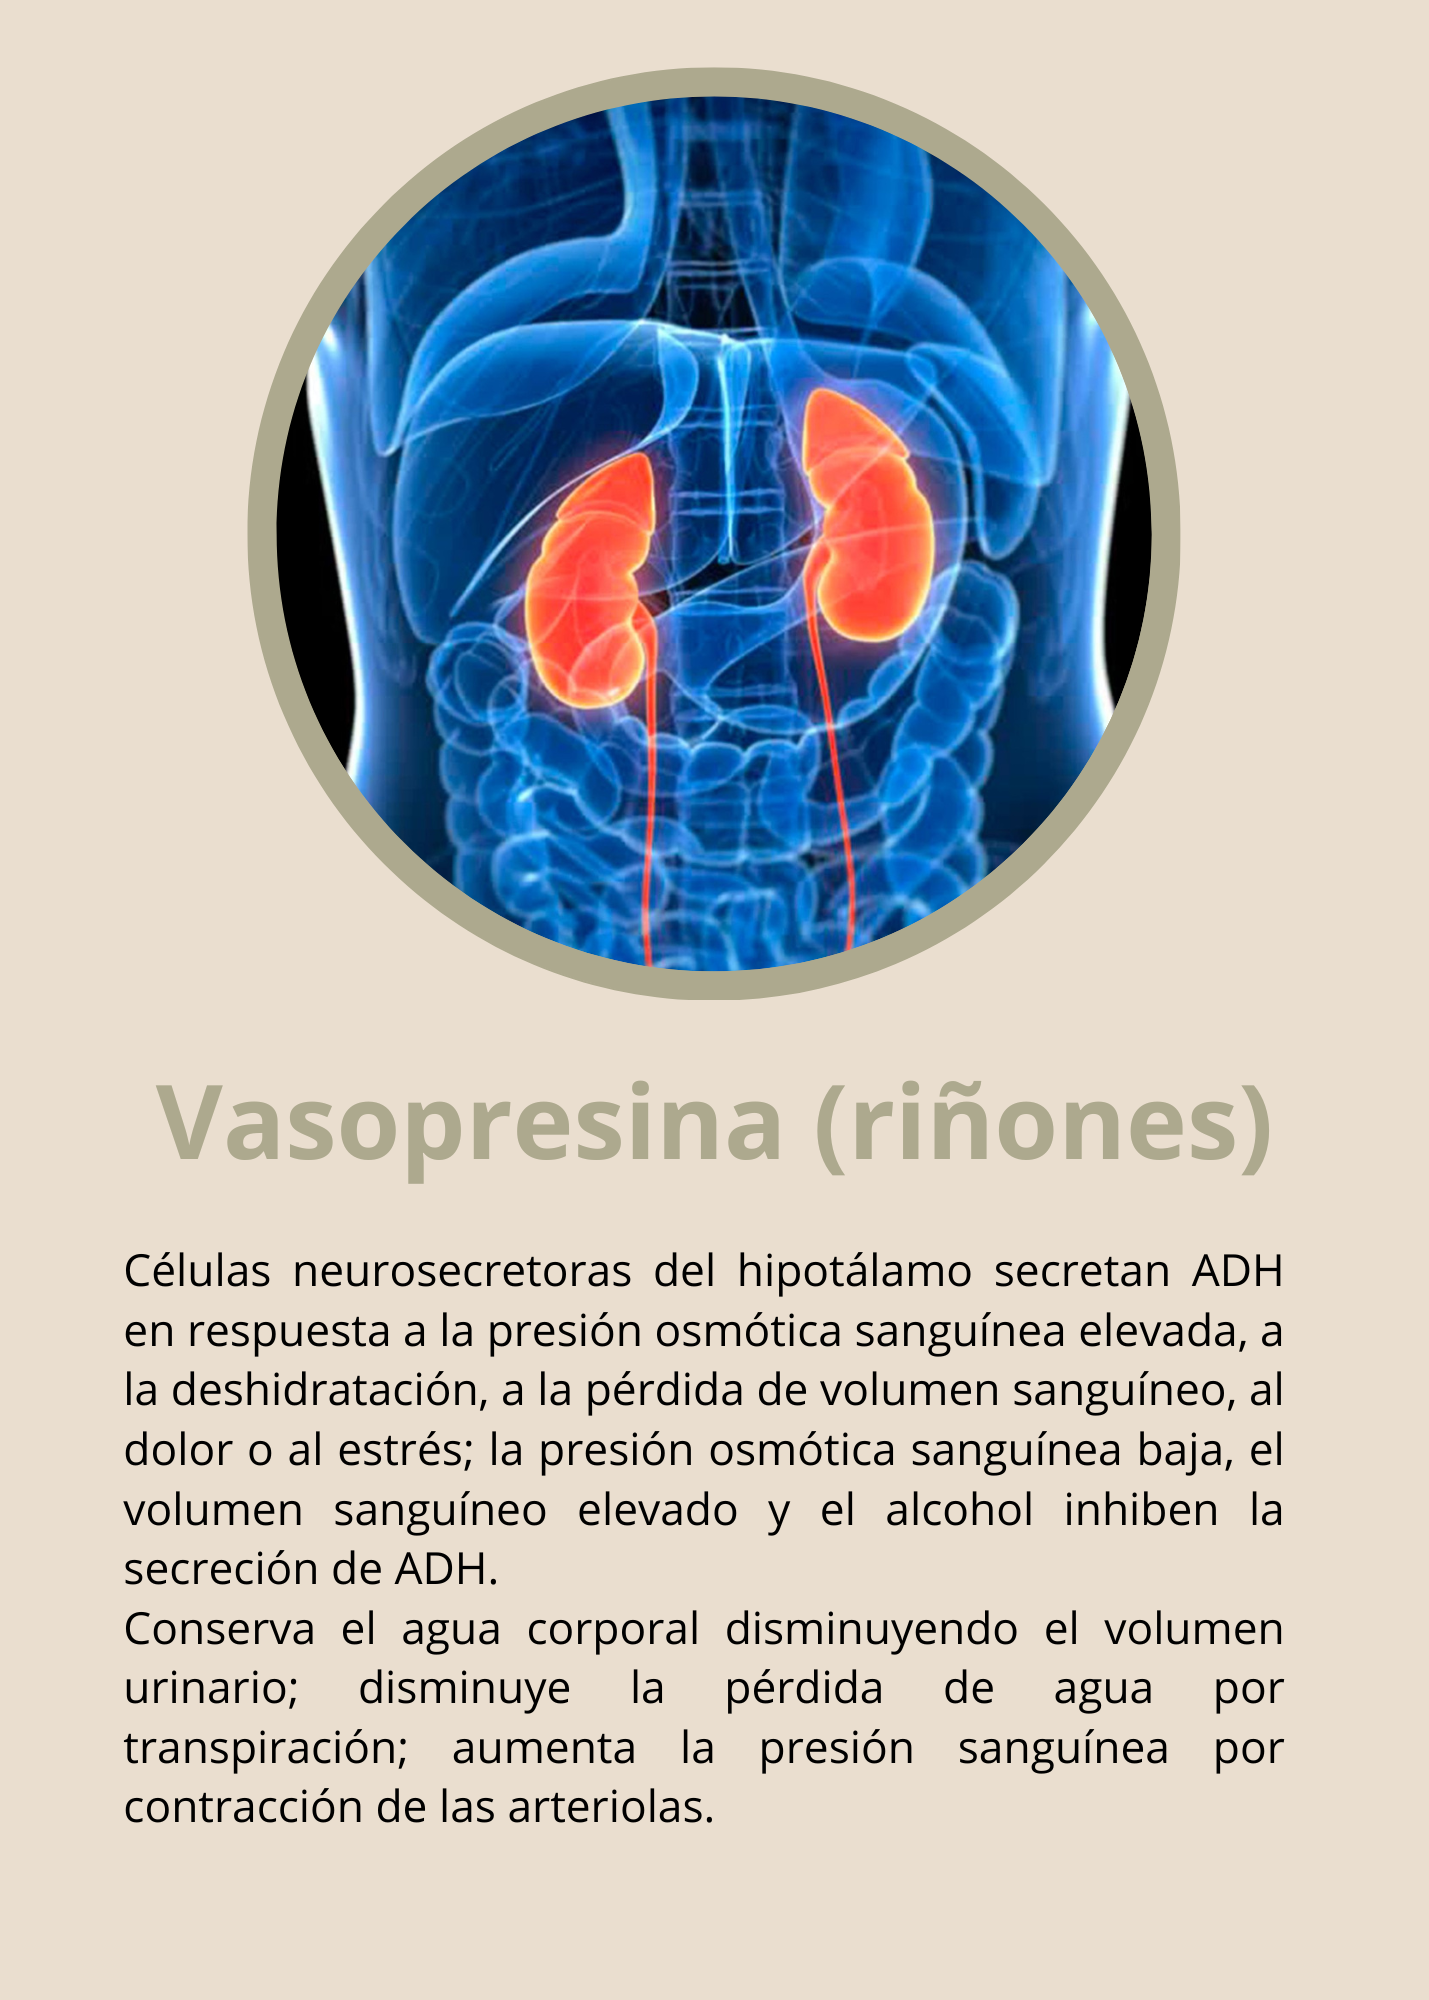 Vasopresina (riñones)
Células neurosecretoras del hipotálamo secretan ADH
en respuesta a la presión osmótica sanguínea elevada, a
la deshidratación, a la pérdida de volumen sanguíneo, al
dolor o al estrés; la presión osmótica sanguínea baja, el
volumen sanguíneo elevado y el alcohol inhiben la
secreción de ADH.
Conserva el agua corporal disminuyendo el volumen
urinario; disminuye la pérdida de agua por
transpiración; aumenta la presión sanguínea por
contracción de las arteriolas.